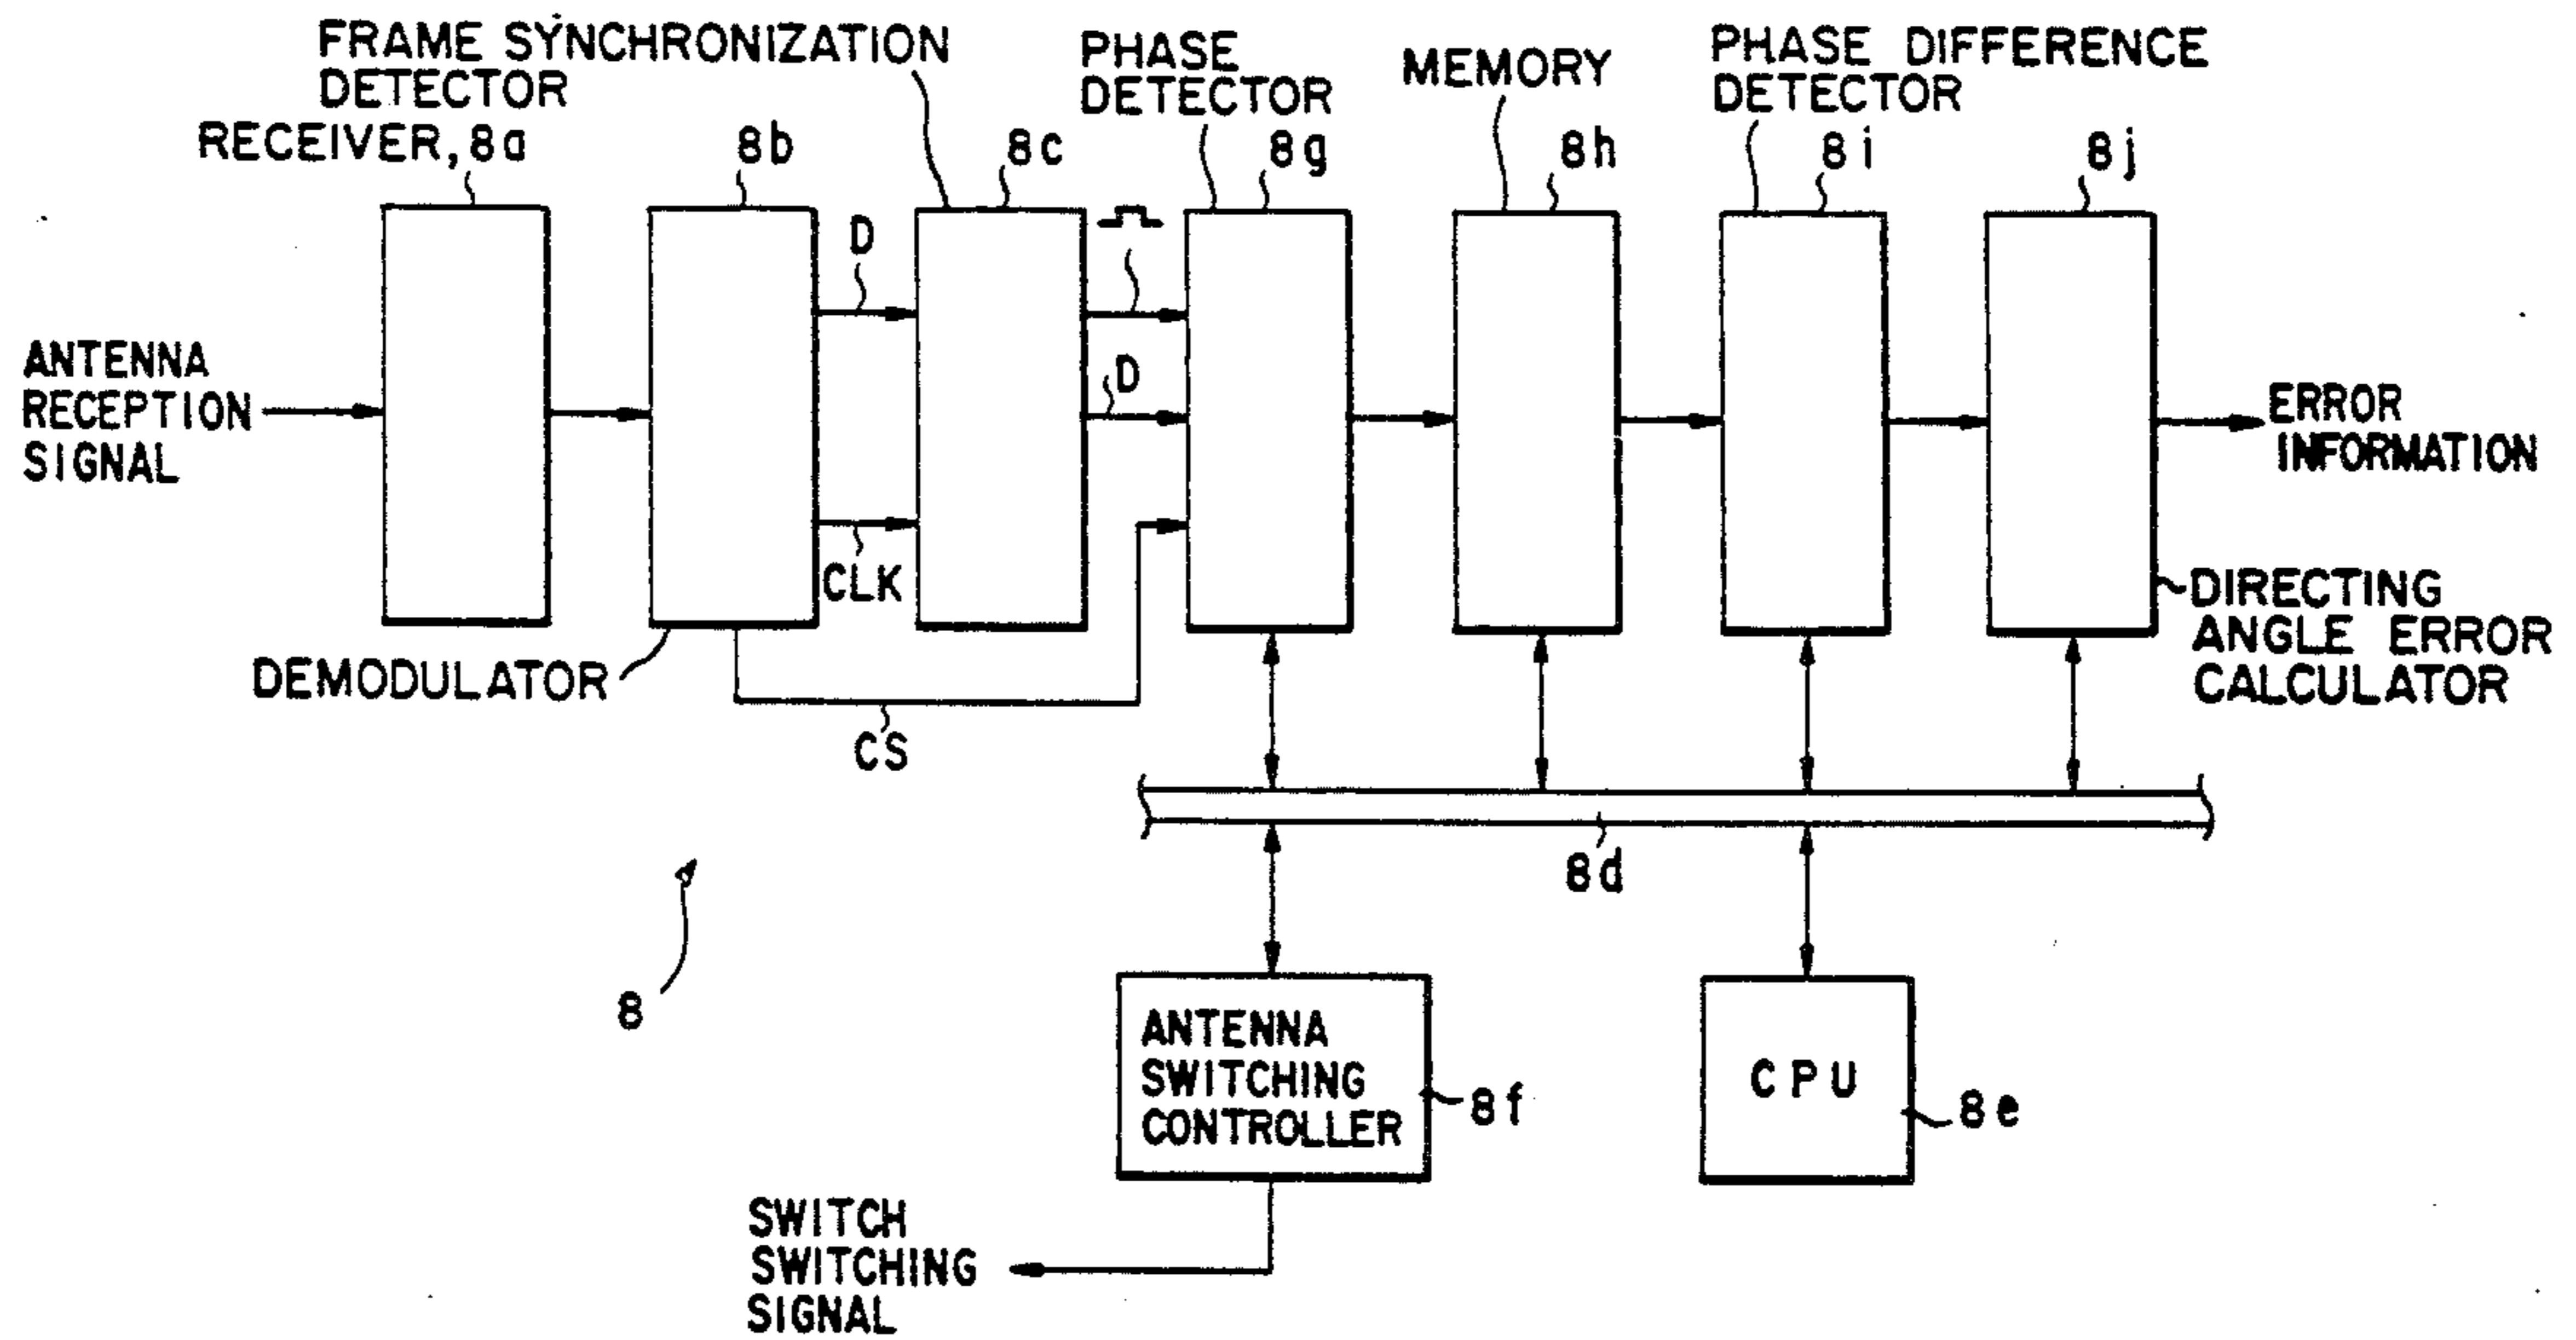 FRAME SYNCHRONIZATION
DETECTOR
RECEIVER, 8a
8b
8c
PHASE
DETECTOR
8g
MEMORY
8h
PHASE DIFFERENCE
DETECTOR
8i
8j
D
D
CLK
CS
ANTENNA
RECEPTION
SIGNAL
ERROR
INFORMATION
DEMODULATOR
DIRECTING
ANGLE ERROR
CALCULATOR
8d
8
ANTENNA
SWITCHING
CONTROLLER
8f
CPU
8e
SWITCH
SWITCHING
SIGNAL